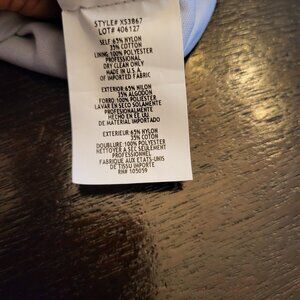 STYLE# XS3867
LOT# 406127
SELF: 65% NYLON
35% COTTON
LINING: 100% POLYESTER
PROFESSIONAL
DRY CLEAN ONLY
MADE IN U.S.A.
OF IMPORTED FABRIC
EXTERIOR: 65% NILON
35% ALGODON
FORRO: 100% POLIESTER
LAVAR EN SECO SOLAMENTE
PROFESIONALMENTE
HECHO EN EE.UU.
DE MATERIAL IMPORTADO
EXTERIEUR: 65% NYLON
35% COTON
DOUBLURE: 100% POLYESTER
NETTOYER A SEC SEULEMENT
PROFESSIONNEL
FABRIQUE AUX ETATS-UNIS
DE TISSU IMPORTE
RN# 105059